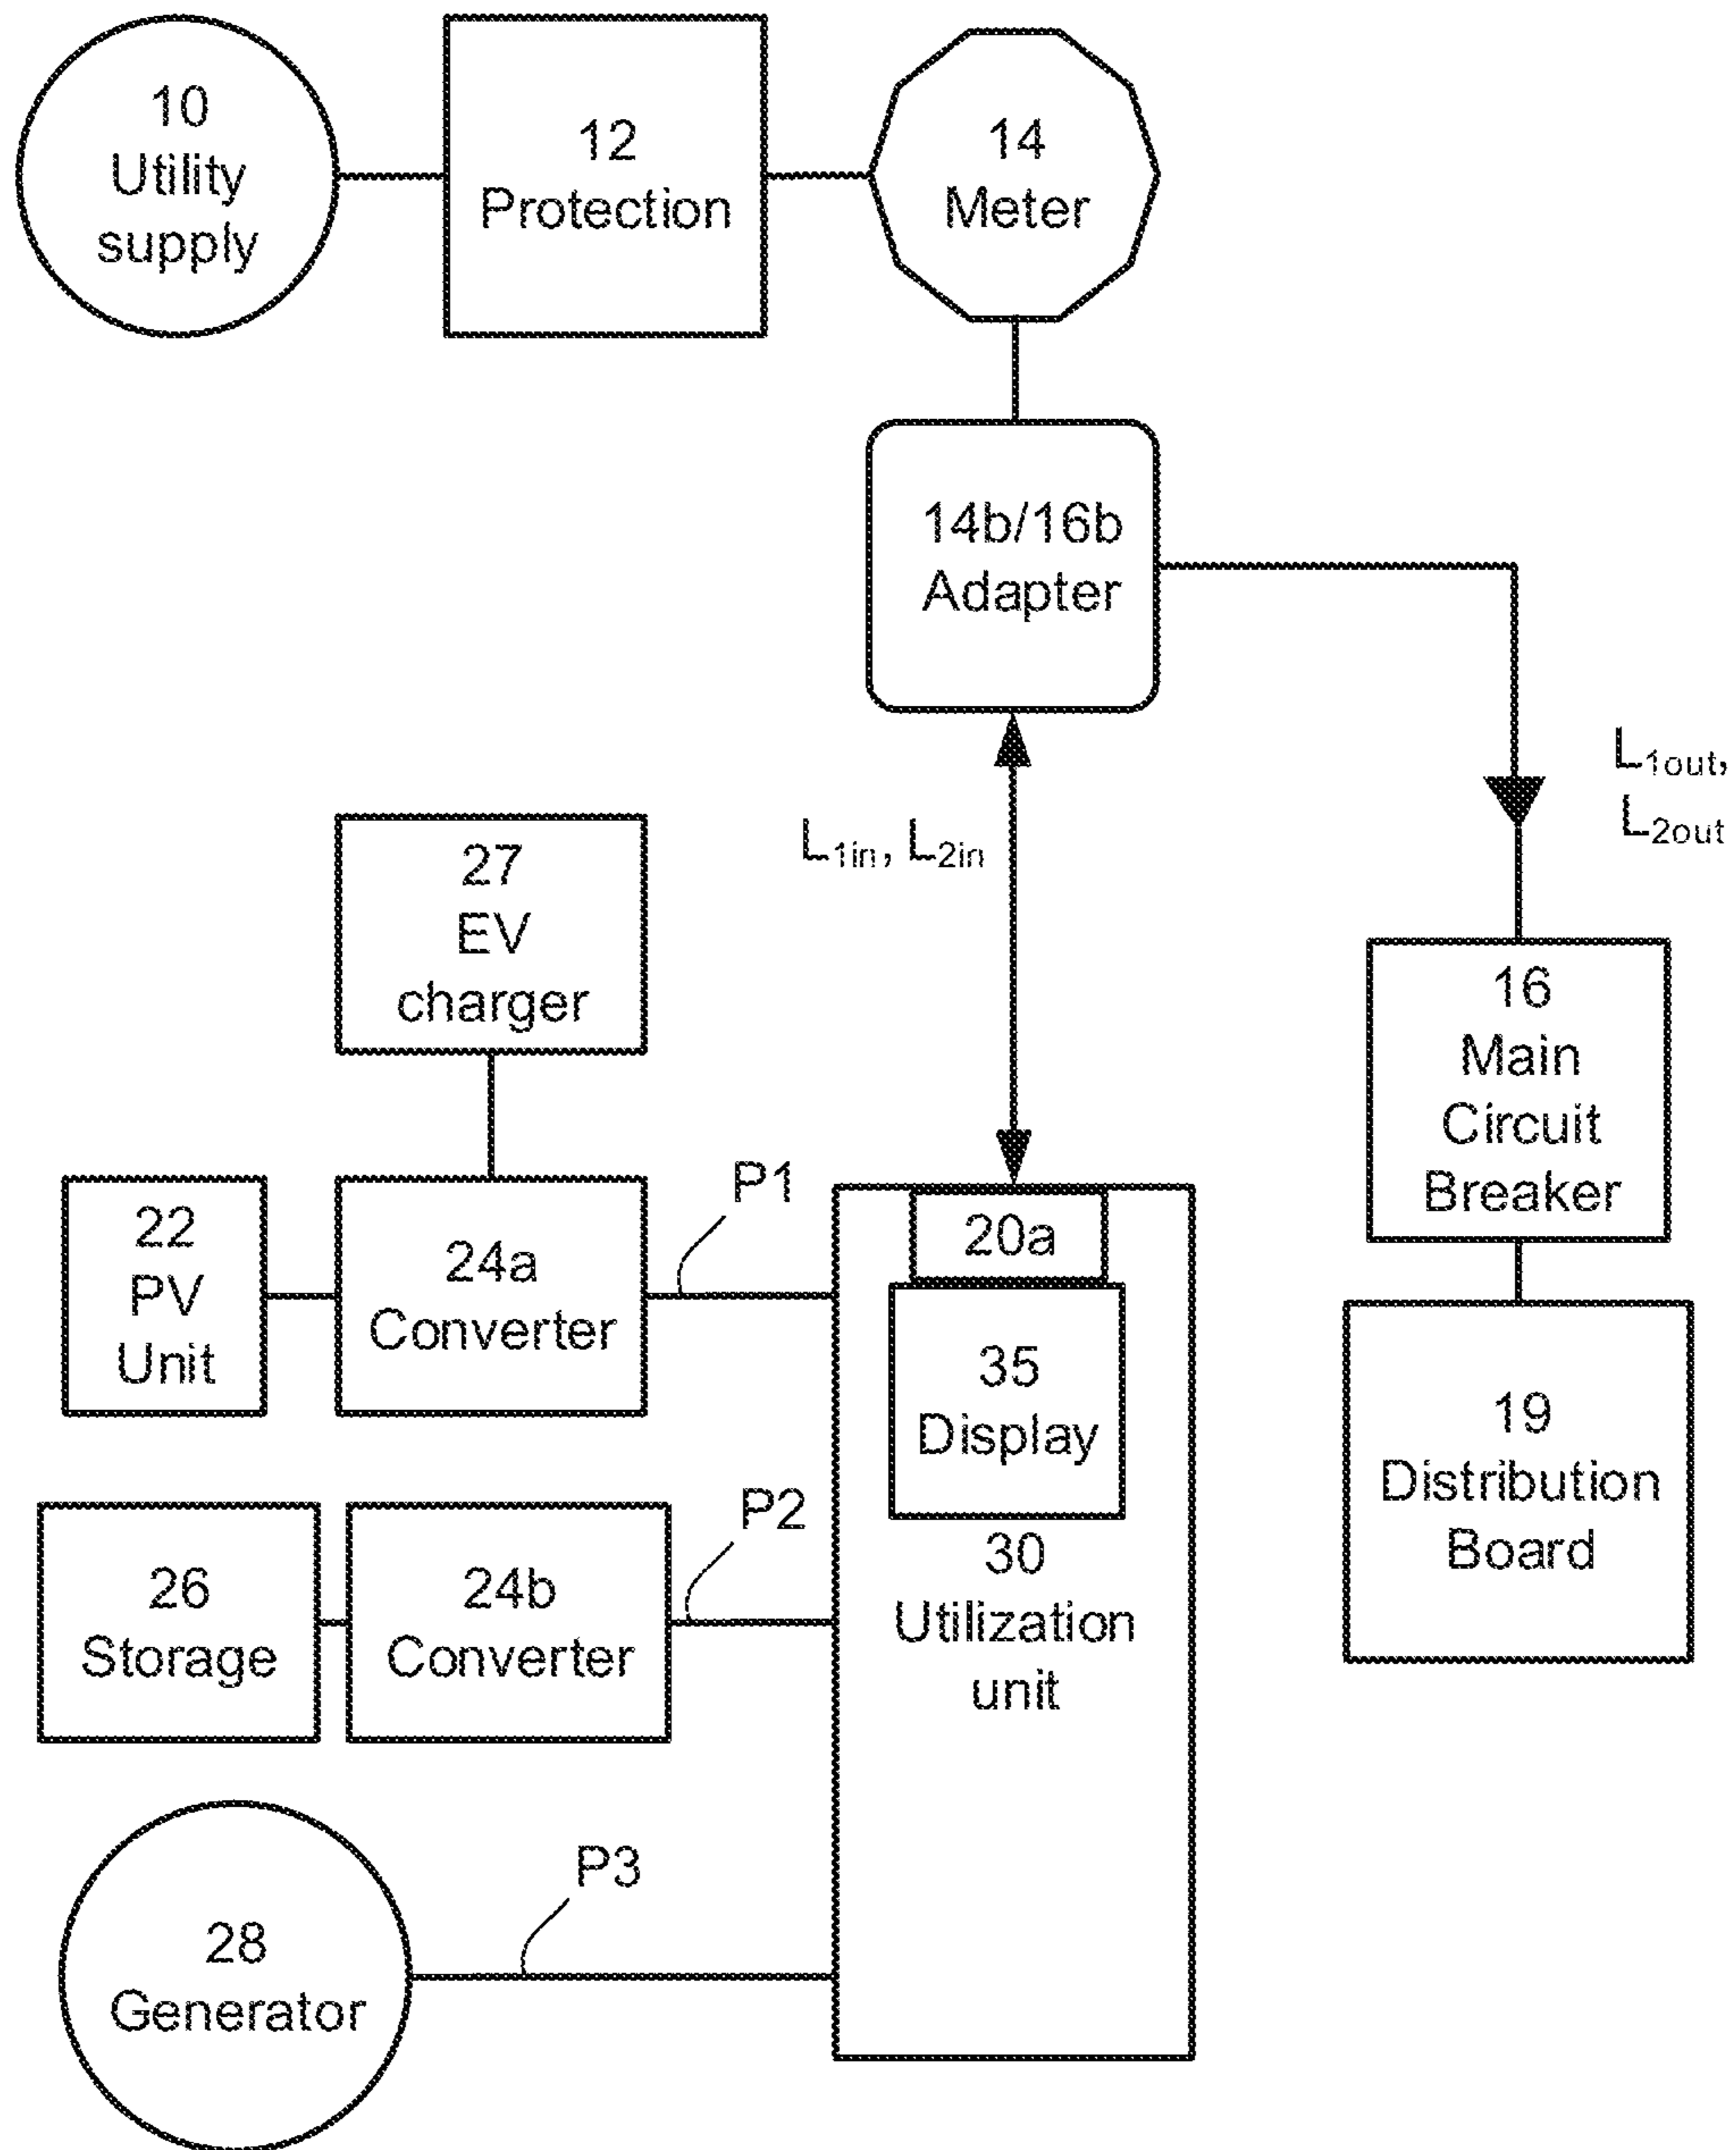 10
Utility
supply
12
Protection
14
Meter
14b/16b
Adapter
L1out,
L2out
L1in, L2in
27
EV
charger
16
Main
Circuit
Breaker
P1
22
PV
Unit
24a
Converter
20a
35
Display
19
Distribution
Board
P2
26
Storage
24b
Converter
30
Utilization
unit
P3
28
Generator